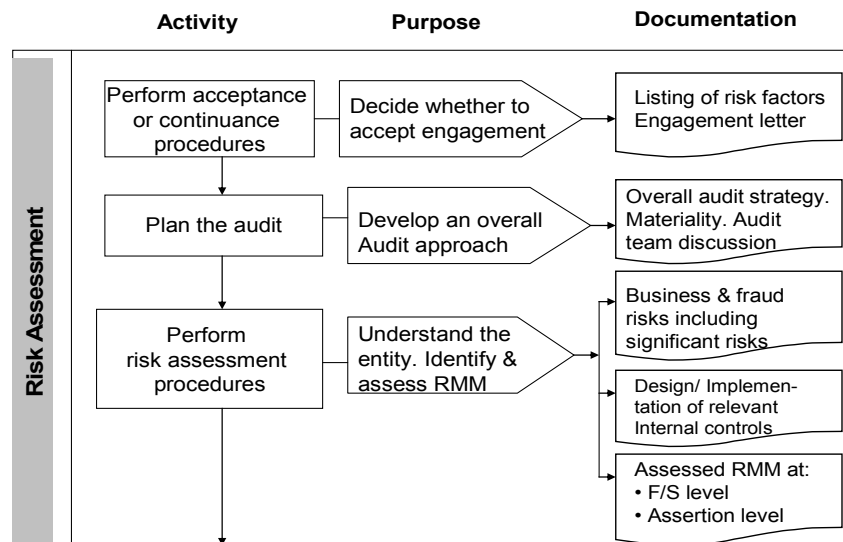 Activity
Purpose
Documentation
Risk Assessment
Perform acceptance
or continuance
procedures
Decide whether to
accept engagement
Listing of risk factors
Engagement letter
Plan the audit
Develop an overall
Audit approach
Overall audit strategy.
Materiality. Audit
team discussion
Perform
risk assessment
procedures
Understand the
entity. Identify &
assess RMM
Business & fraud
risks including
significant risks
Design/ Implemen-
tation of relevant
Internal controls
Assessed RMM at:
• F/S level
• Assertion level